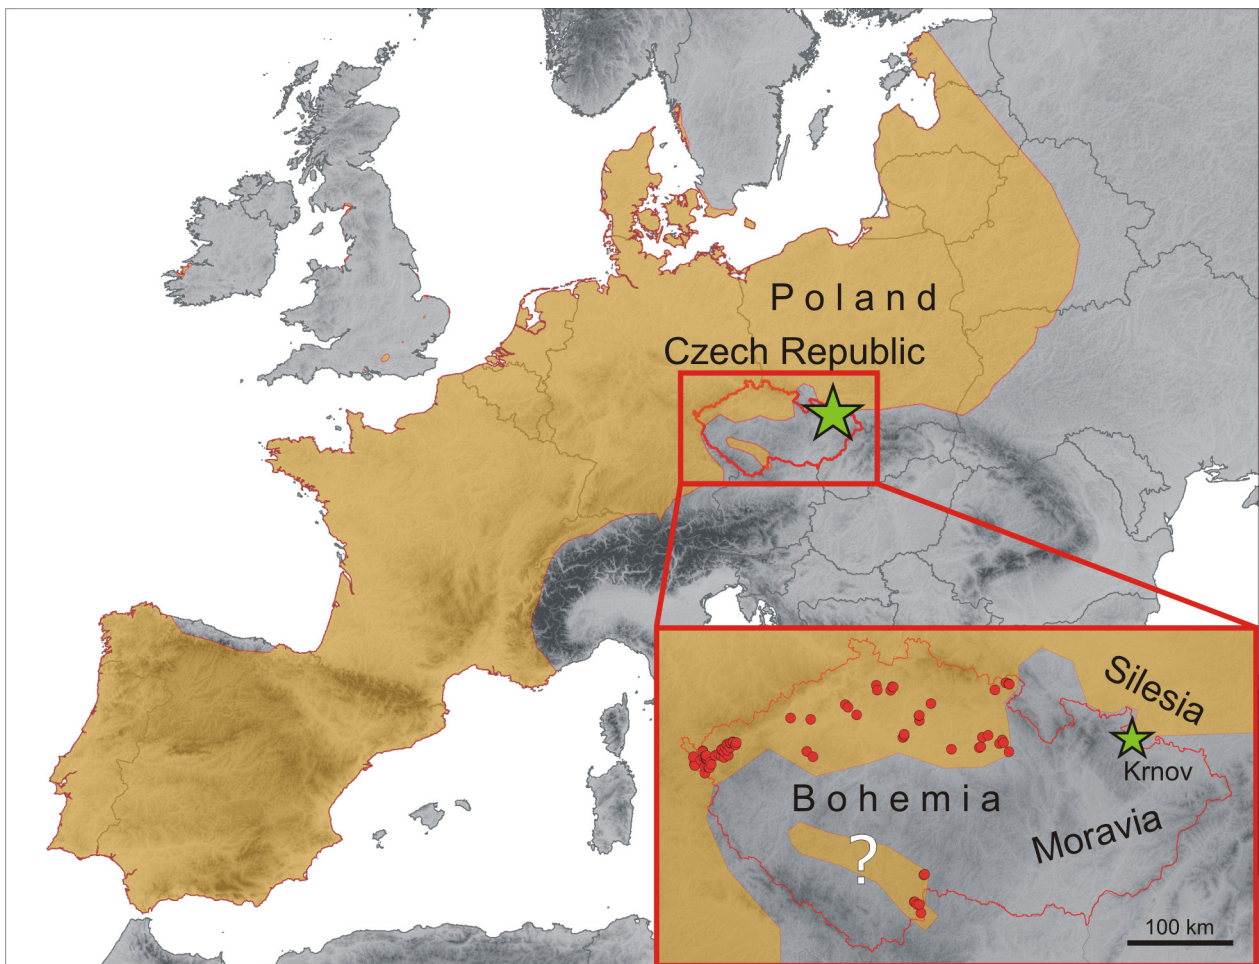 Poland
Czech Republic
Silesia
Krnov
Bohemia
Moravia
?
100 km